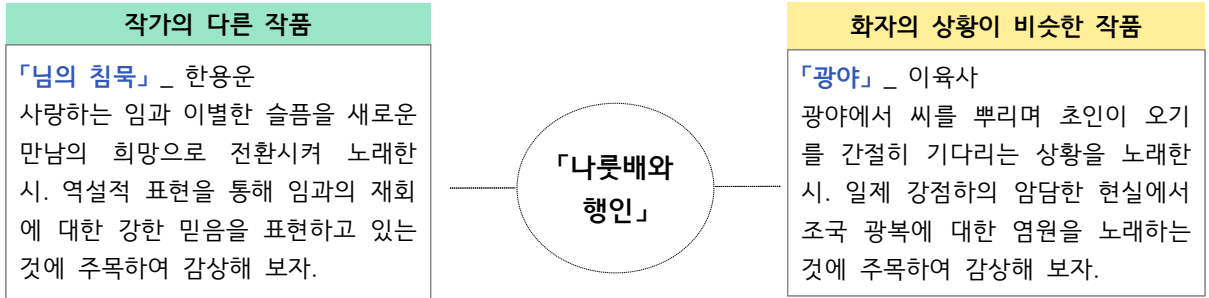 작가의 다른 작품
「님의 침묵」 _ 한용운
사랑하는 임과 이별한 슬픔을 새로운
만남의 희망으로 전환시켜 노래한
시. 역설적 표현을 통해 임과의 재회
에 대한 강한 믿음을 표현하고 있는
것에 주목하여 감상해 보자.
「나룻배와
행인」
화자의 상황이 비슷한 작품
「광야」 _ 이육사
광야에서 씨를 뿌리며 초인이 오기
를 간절히 기다리는 상황을 노래한
시. 일제 강점하의 암담한 현실에서
조국 광복에 대한 염원을 노래하는
것에 주목하여 감상해 보자.